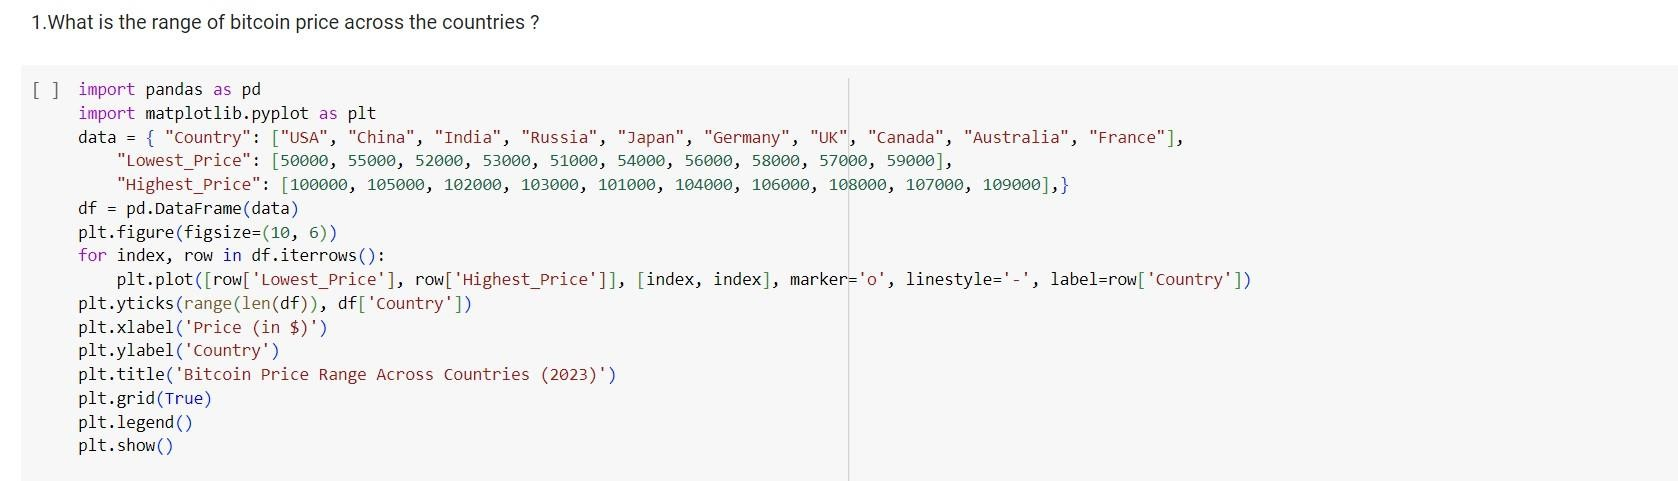 1.What is the range of bitcoin price across the countries ?
[ ] import pandas as pd
import matplotlib.pyplot as plt
data = { "Country": ["USA", "China", "India", "Russia", "Japan", "Germany", "UK", "Canada", "Australia", "France"],
    "Lowest_Price": [50000, 55000, 52000, 53000, 51000, 54000, 56000, 58000, 57000, 59000],
    "Highest_Price": [100000, 105000, 102000, 103000, 101000, 104000, 106000, 108000, 107000, 109000],}
df = pd.DataFrame(data)
plt.figure(figsize=(10, 6))
for index, row in df.iterrows():
    plt.plot([row['Lowest_Price'], row['Highest_Price']], [index, index], marker='o', linestyle='-', label=row['Country'])
plt.yticks(range(len(df)), df['Country'])
plt.xlabel('Price (in $)')
plt.ylabel('Country')
plt.title('Bitcoin Price Range Across Countries (2023)')
plt.grid(True)
plt.legend()
plt.show()